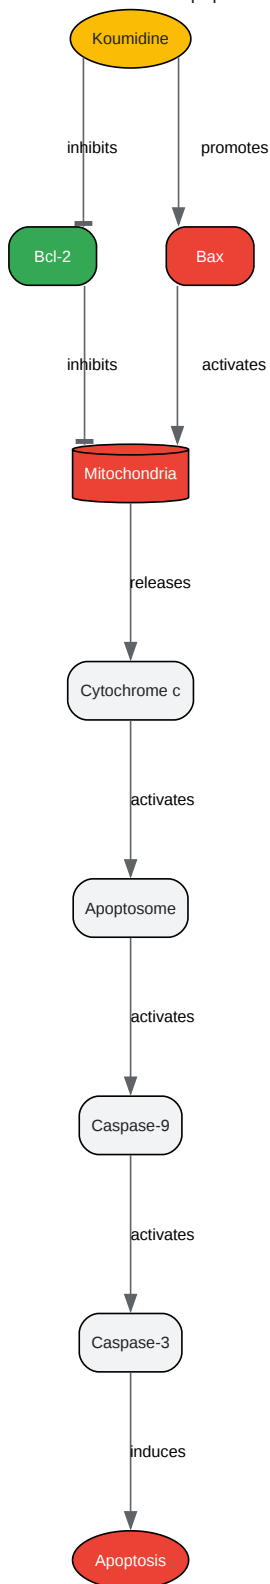 Koumidine
inhibits promotes
Bcl-2 Bax
inhibits activates
Mitochondria
releases
Cytochrome c
activates
Apoptosome
activates
Caspase-9
activates
Caspase-3
induces
Apoptosis